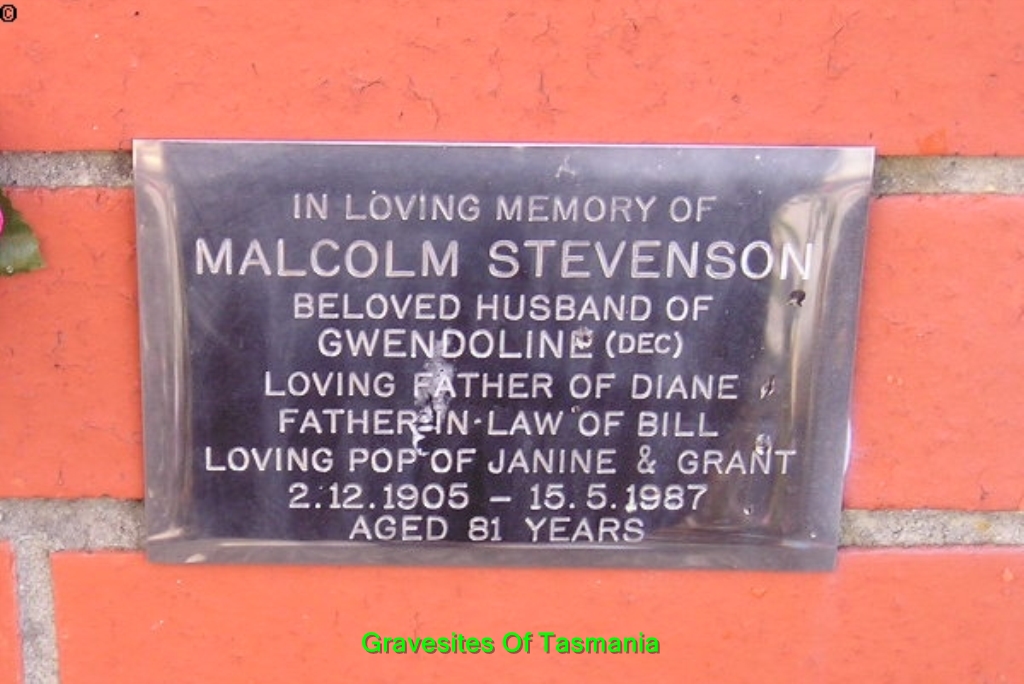 ©
IN LOVING MEMORY OF
MALCOLM STEVENSON
BELOVED HUSBAND OF
GWENDOLINE (DEC)
LOVING FATHER OF DIANE
FATHER-IN-LAW OF BILL
LOVING POP OF JANINE & GRANT
2.12.1905 – 15.5.1987
AGED 81 YEARS
Gravesites Of Tasmania